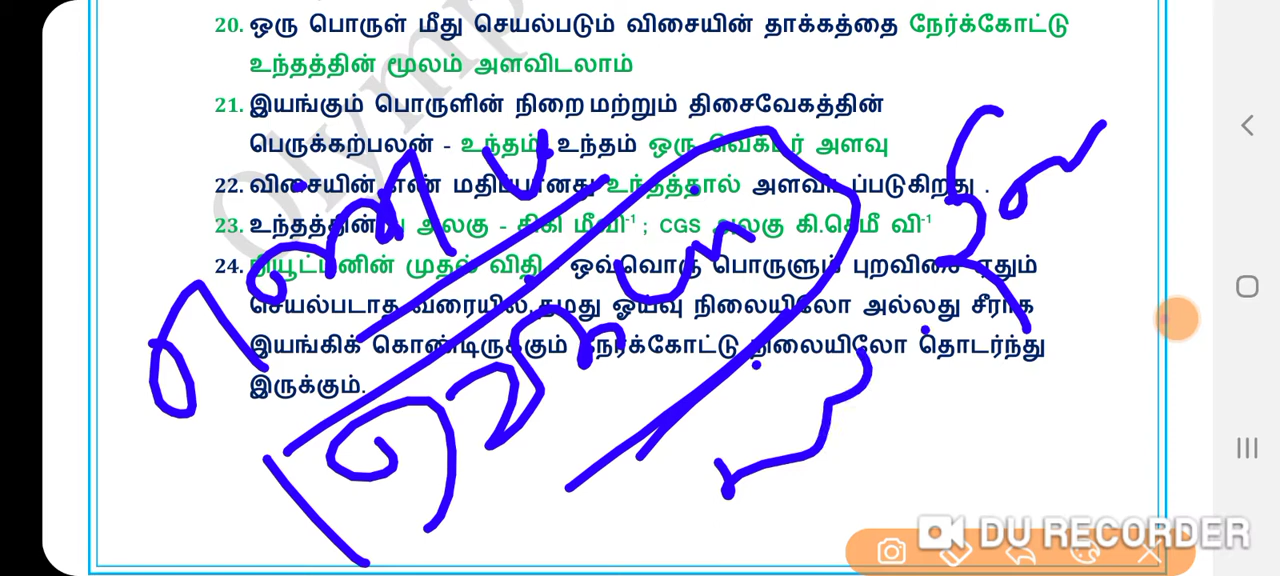 20. ஒரு பொருள் மீது செயல்படும் விசையின் தாக்கத்தை நேர்க்கோட்டு
உந்தத்தின் மூலம் அளவிடலாம்
21. இயங்கும் பொருளின் நிறை மற்றும் திசைவேகத்தின்
பெருக்கற்பலன் - உந்தம் உந்தம் ஒரு வெக்டர் அளவு
22. விசையின் எண் மதிப்பானது உந்தத்தால் அளவிடப்படுகிறது .
23. உந்தத்தின் அலகு - கிகி மீவி⁻¹ ; CGS அலகு கி.செமீ வி⁻¹
24. நியூட்டனின் முதல் விதி - ஒவ்வொரு பொருளும் புறவிசை ஏதும்
செயல்படாத வரையில், தமது ஓய்வு நிலையிலோ அல்லது சீராக
இயங்கிக் கொண்டிருக்கும் நேர்க்கோட்டு நிலையிலோ தொடர்ந்து
இருக்கும்.
DU RECORDER